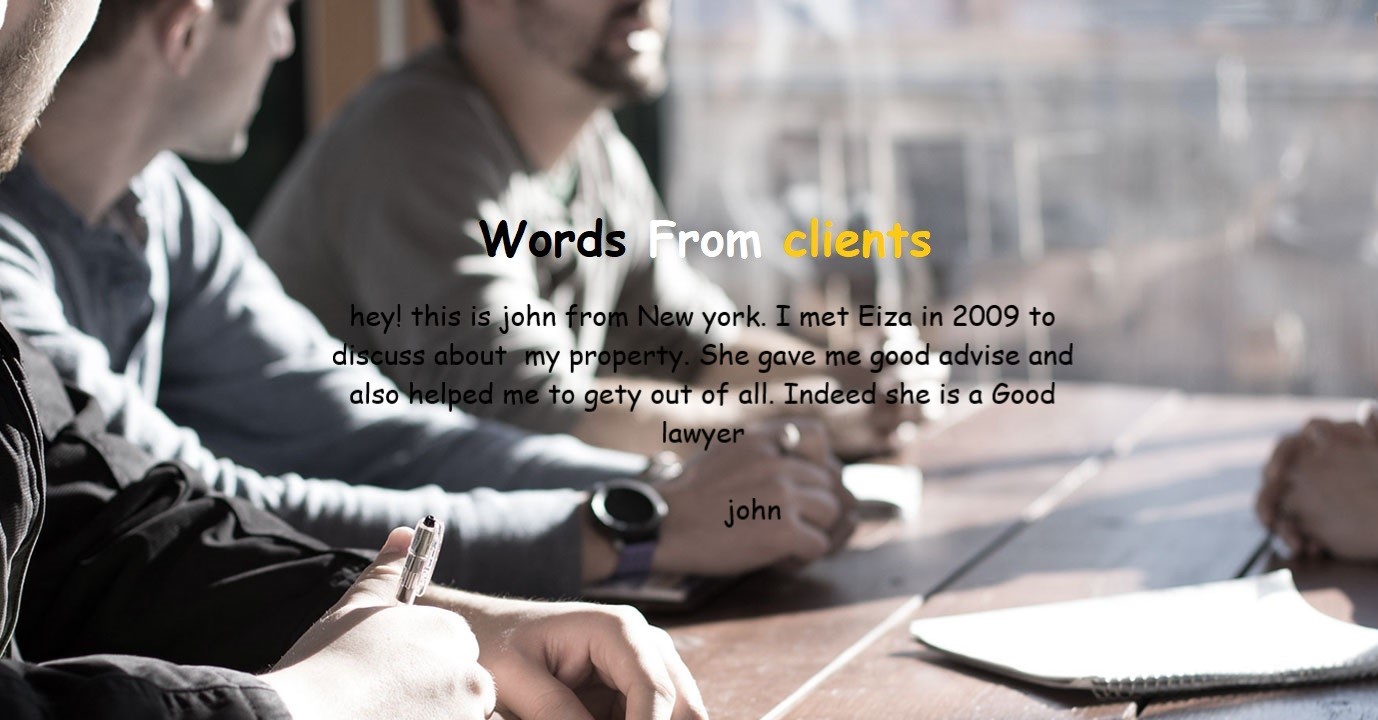 Words From clients
hey! this is john from New york. I met Eiza in 2009 to
discuss about  my property. She gave me good advise and
also helped me to gety out of all. Indeed she is a Good
lawyer
john